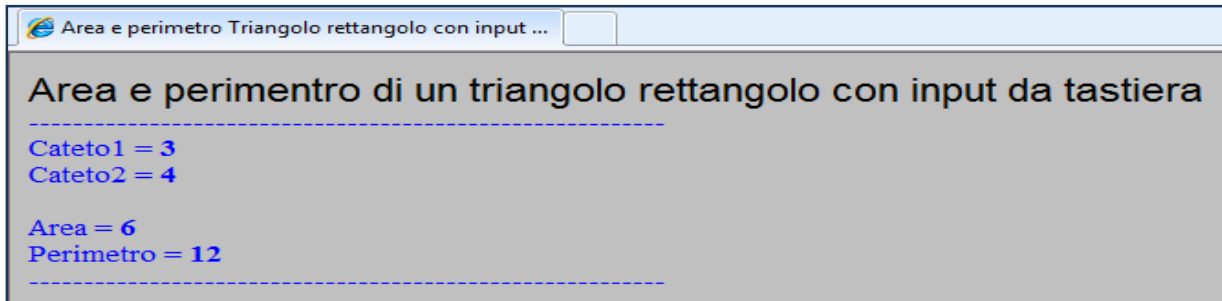 Area e perimetro Triangolo rettangolo con input ...
Area e perimentro di un triangolo rettangolo con input da tastiera
----------------------------------------------------------
Cateto1 = 3
Cateto2 = 4
Area = 6
Perimetro = 12
----------------------------------------------------------